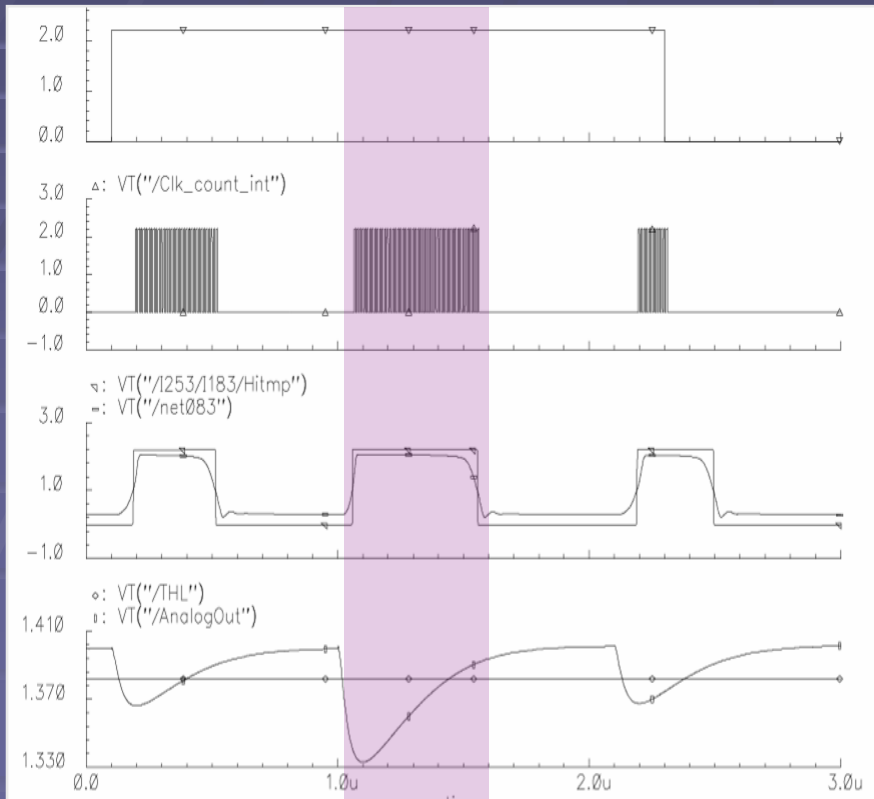 2.0
1.0
0.0
▵: VT("/Clk_count_int")
3.0
2.0
1.0
0.0
-1.0
VT("/I253/I183/Hitmp")
VT("/net083")
3.0
1.0
-1.0
⋄: VT("/THL")
▯: VT("/AnalogOut")
1.410
1.370
1.330
0.0 1.0u 2.0u 3.0u